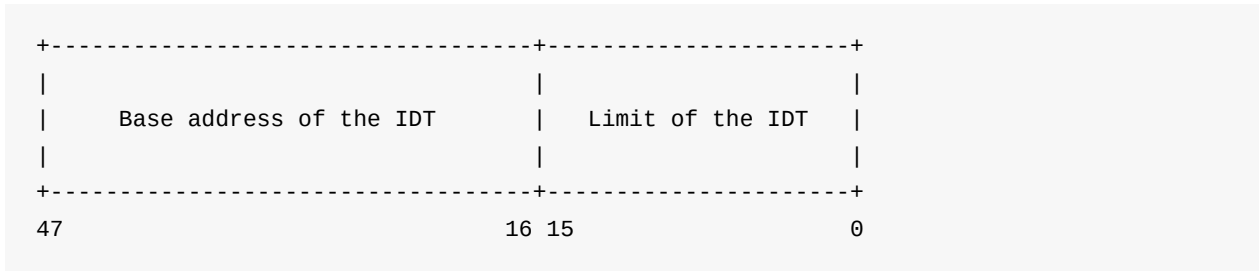 +-----------------------------------+----------------------+
|                                   |                      |
|     Base address of the IDT       |   Limit of the IDT   |
|                                   |                      |
+-----------------------------------+----------------------+
47                                16 15                    0